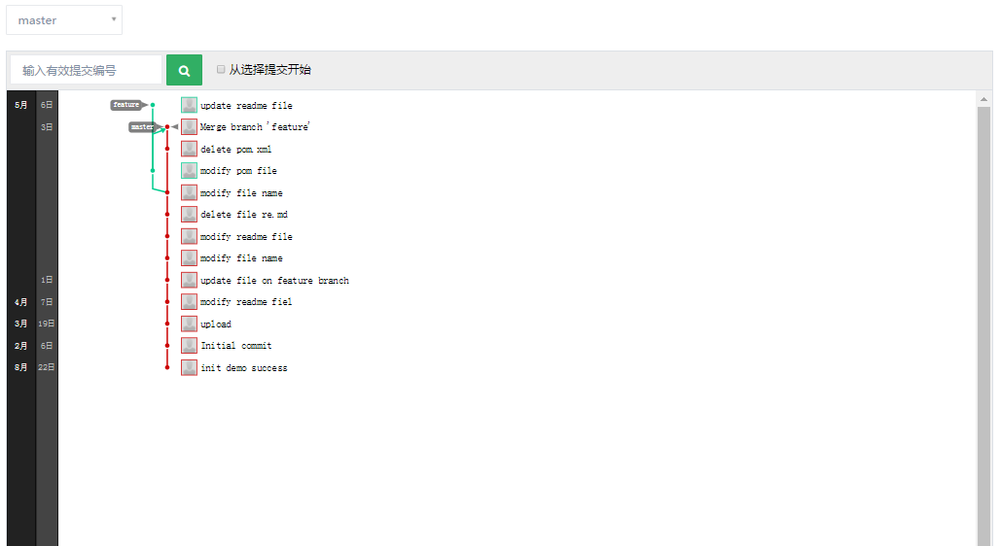 master
输入有效提交编号 从选择提交开始
5月 6日 feature update readme file
3日 master Merge branch 'feature'
delete pom.xml
modify pom file
modify file name
delete file re.md
modify readme file
modify file name
1日 update file on feature branch
4月 7日 modify readme fiel
3月 19日 upload
2月 6日 Initial commit
8月 22日 init demo success